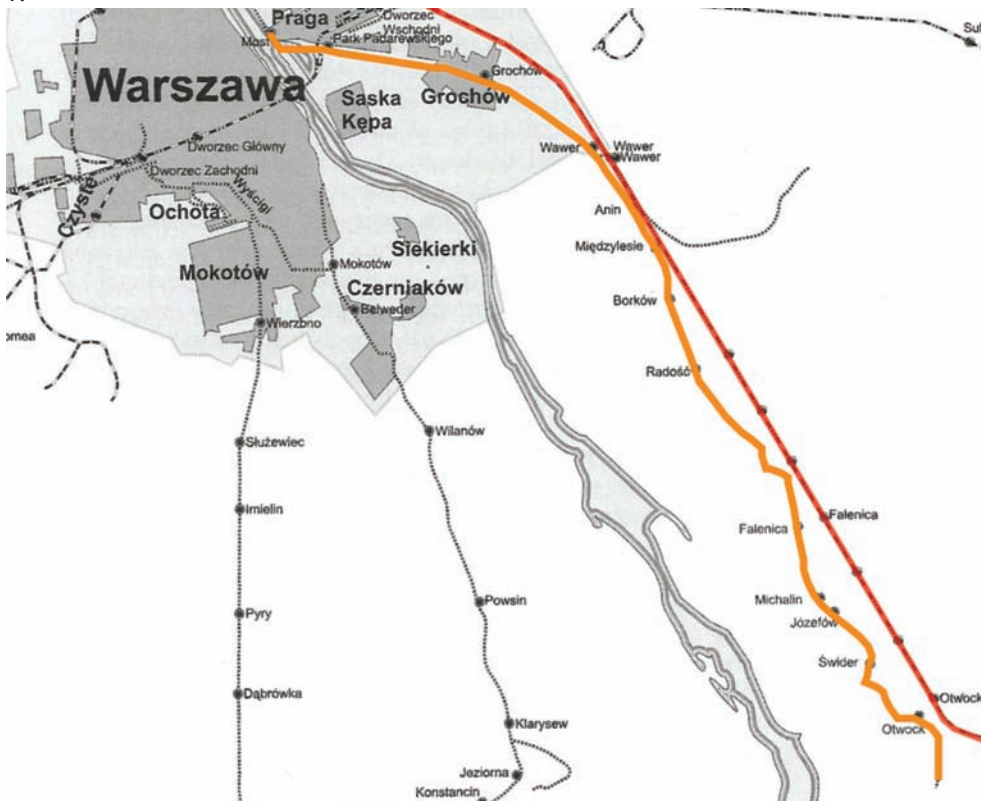 Praga
Dworzec
Wschodni
Most
Park Paderewskiego
Grochów
Grochów
Warszawa
Saska
Kępa
Dworzec Główny
Dworzec Zachodni
Wyścigi
Czyste
Ochota
Mokotów
Siekierki
Mokotów
Czerniaków
Belweder
Wierzbno
Wawer
Wawer
Wawer
Anin
Międzylesie
Borków
Radość
Służewiec
Wilanów
Imielin
Falenica
Falenica
Pyry
Powsin
Michalin
Józefów
Świder
Dąbrówka
Klarysew
Otwock
Otwock
Jeziorna
Konstancin